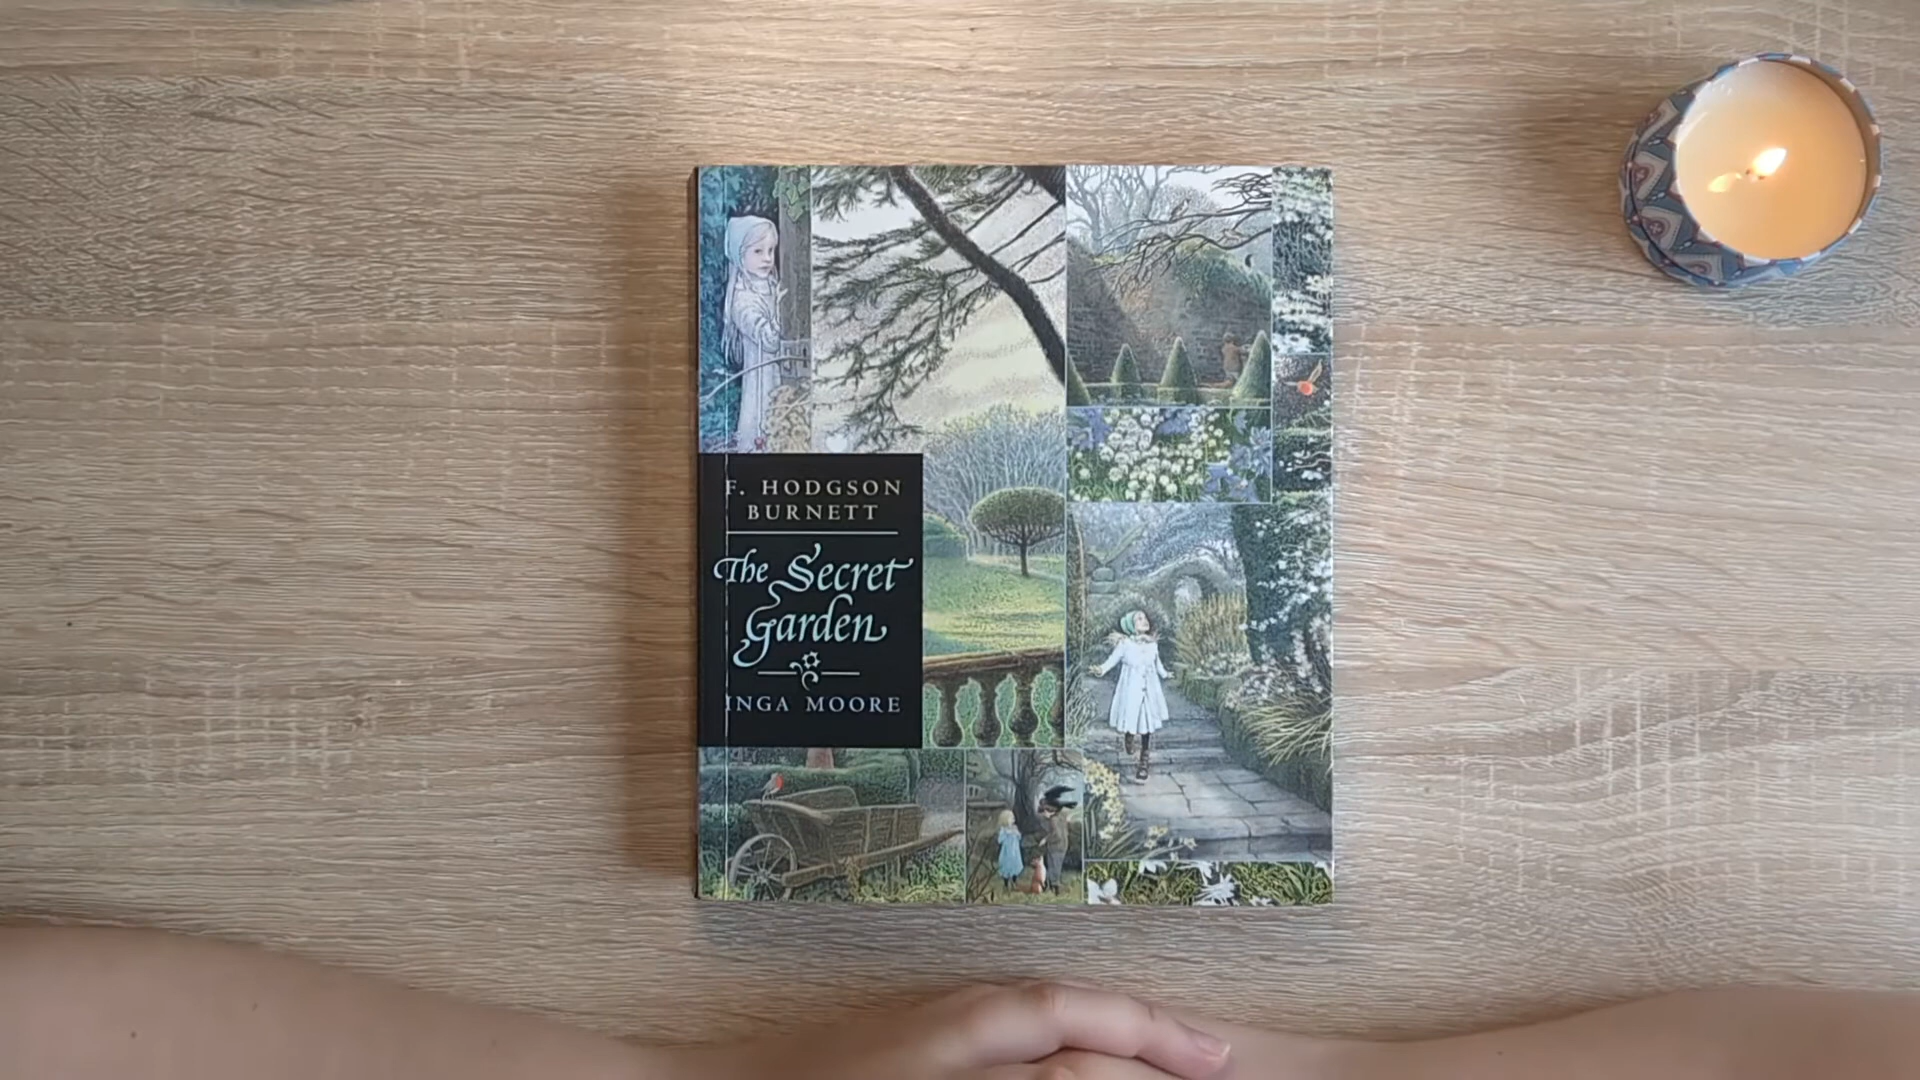 F. HODGSON
BURNETT
The Secret
Garden
INGA MOORE